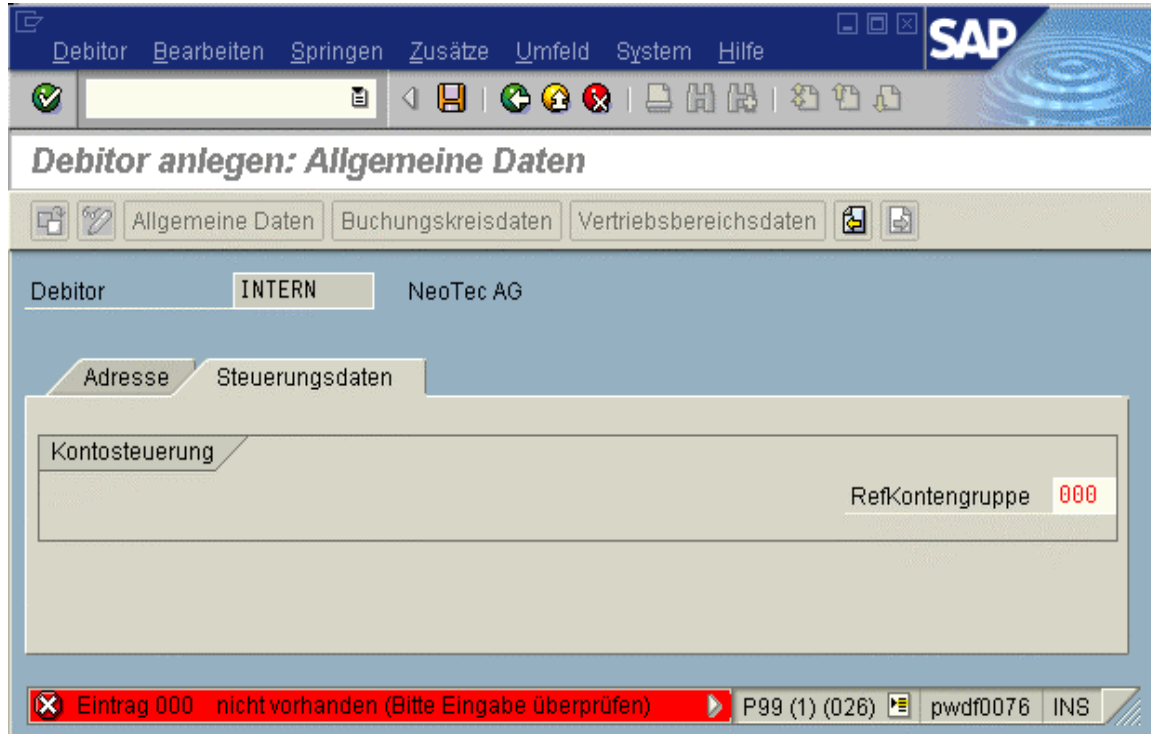 Debitor Bearbeiten Springen Zusätze Umfeld System Hilfe
SAP
Debitor anlegen: Allgemeine Daten
Allgemeine Daten Buchungskreisdaten Vertriebsbereichsdaten
Debitor INTERN NeoTec AG
Adresse Steuerungsdaten
Kontosteuerung
RefKontengruppe 000
Eintrag 000 nicht vorhanden (Bitte Eingabe überprüfen) P99 (1) (026) pwdf0076 INS